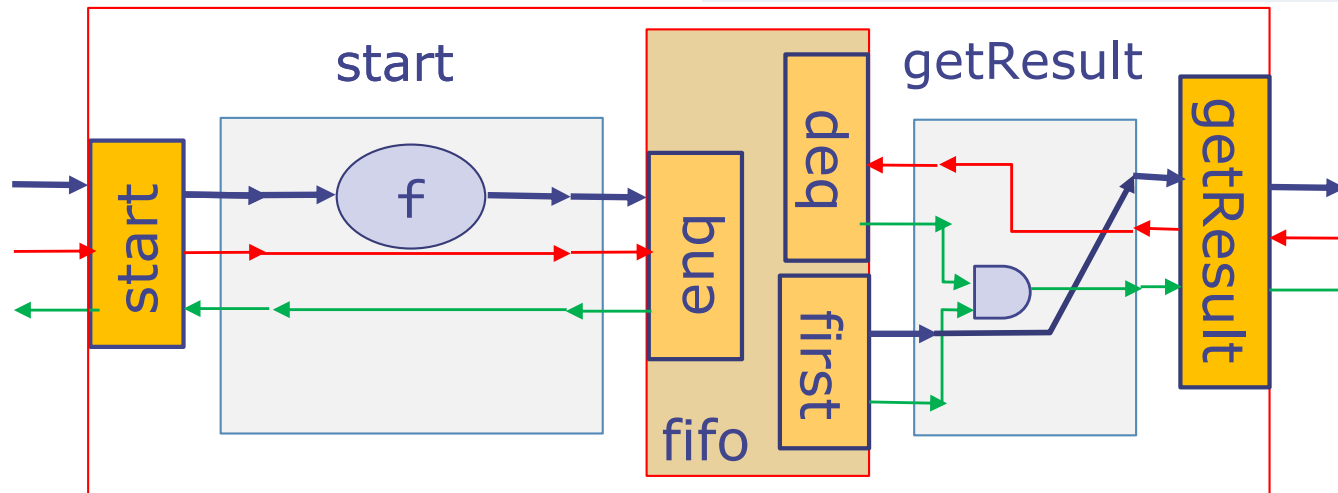 start
getResult
start
f
enq
deq
first
fifo
getResult